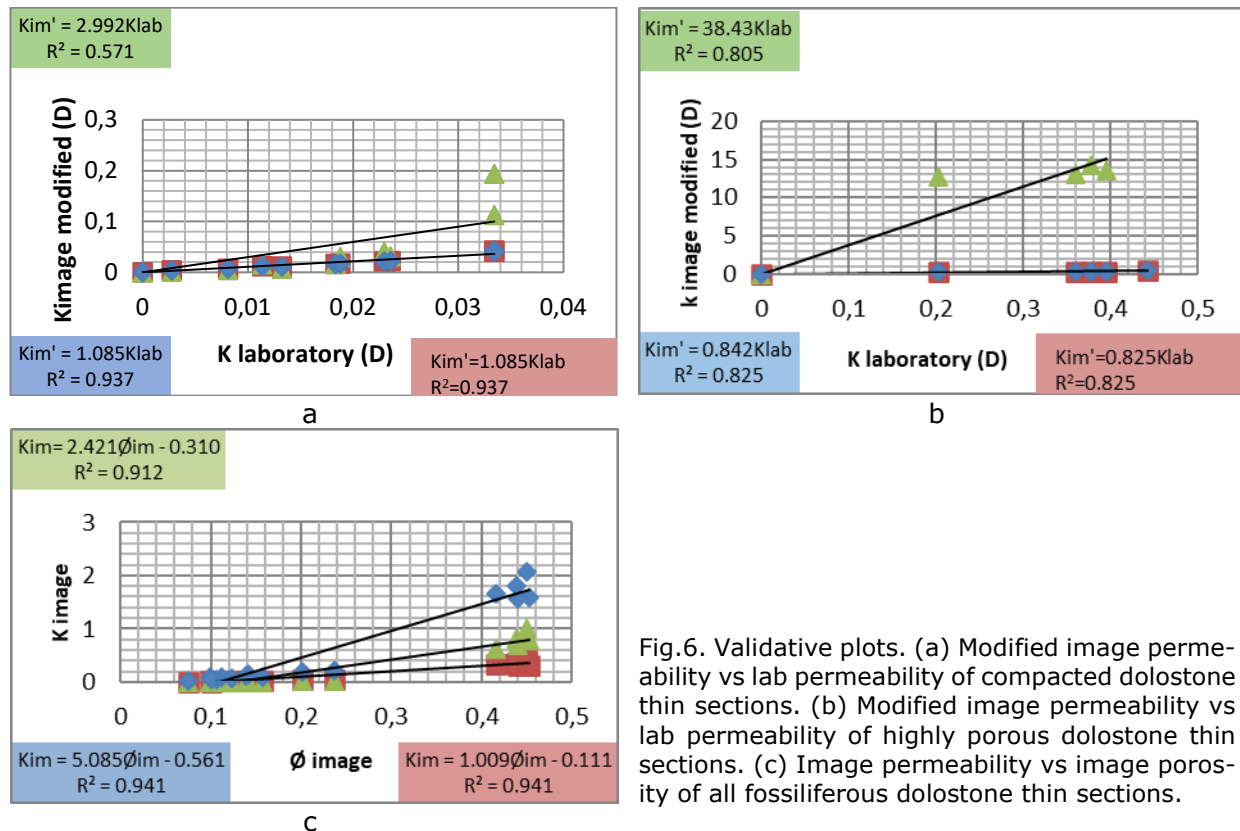 Kim' = 2.992Klab
R² = 0.571
Kimage modified (D)
0,3
0,2
0,1
0
0
0,01
0,02
0,03
0,04
K laboratory (D)
Kim' = 1.085Klab
R² = 0.937
Kim'=1.085Klab
R²=0.937
a
Kim' = 38.43Klab
R² = 0.805
k image modified (D)
20
15
10
5
0
0
0,1
0,2
0,3
0,4
0,5
K laboratory (D)
Kim' = 0.842Klab
R² = 0.825
Kim'=0.825Klab
R²=0.825
b
Kim= 2.421Øim - 0.310
R² = 0.912
K image
3
2
1
0
0
0,1
0,2
0,3
0,4
0,5
Ø image
Kim = 5.085Øim - 0.561
R² = 0.941
Kim = 1.009Øim - 0.111
R² = 0.941
c
Fig.6. Validative plots. (a) Modified image perme-
ability vs lab permeability of compacted dolostone
thin sections. (b) Modified image permeability vs
lab permeability of highly porous dolostone thin
sections. (c) Image permeability vs image poros-
ity of all fossiliferous dolostone thin sections.